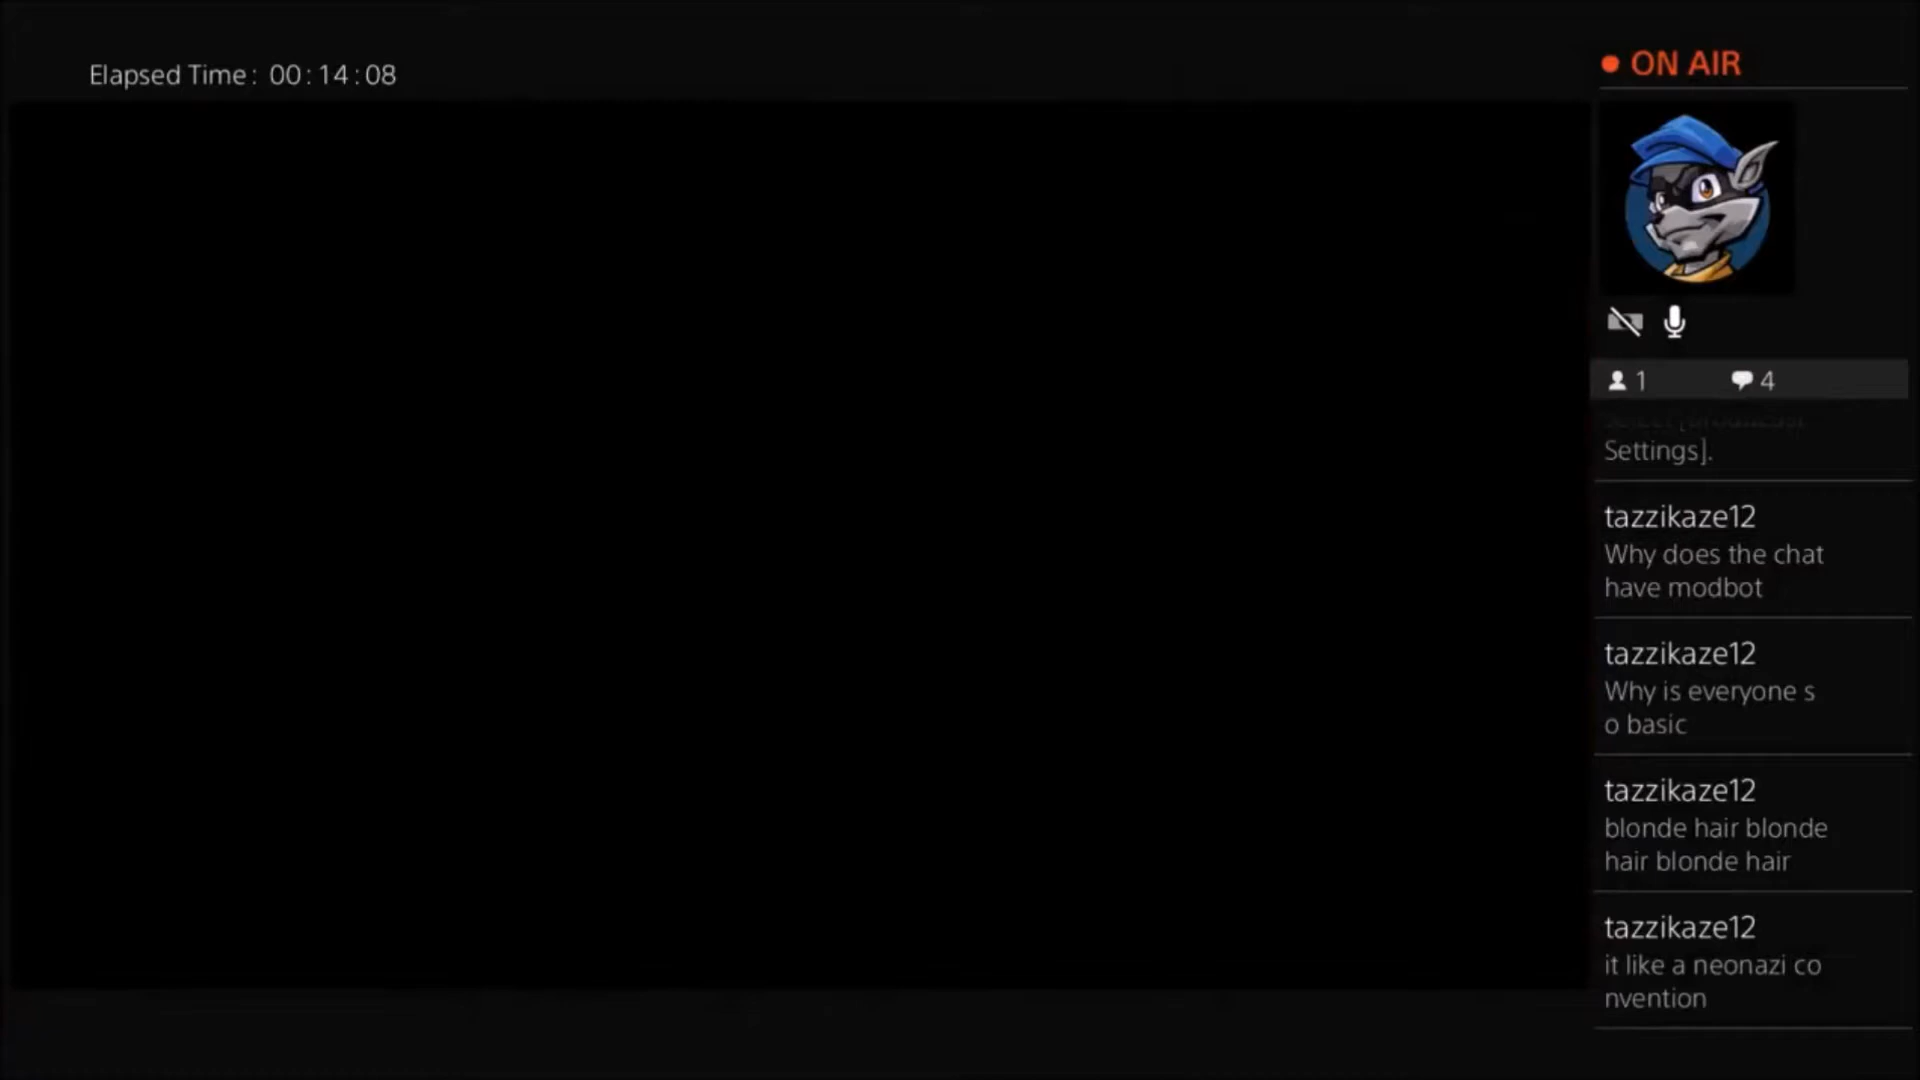 Elapsed Time: 00:14:08
ON AIR
1 4
Settings].
tazzikaze12
Why does the chat
have modbot
tazzikaze12
Why is everyone s
o basic
tazzikaze12
blonde hair blonde
hair blonde hair
tazzikaze12
it like a neonazi co
nvention